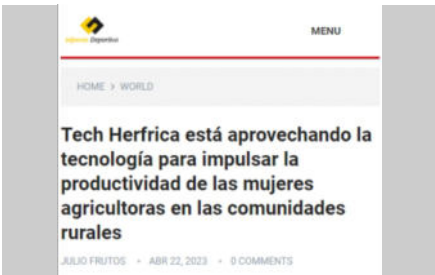 MENU
HOME > WORLD
Tech Herfrica está aprovechando la
tecnología para impulsar la
productividad de las mujeres
agricultoras en las comunidades
rurales
JULIO FRUTOS • ABR 22, 2023 • 0 COMMENTS